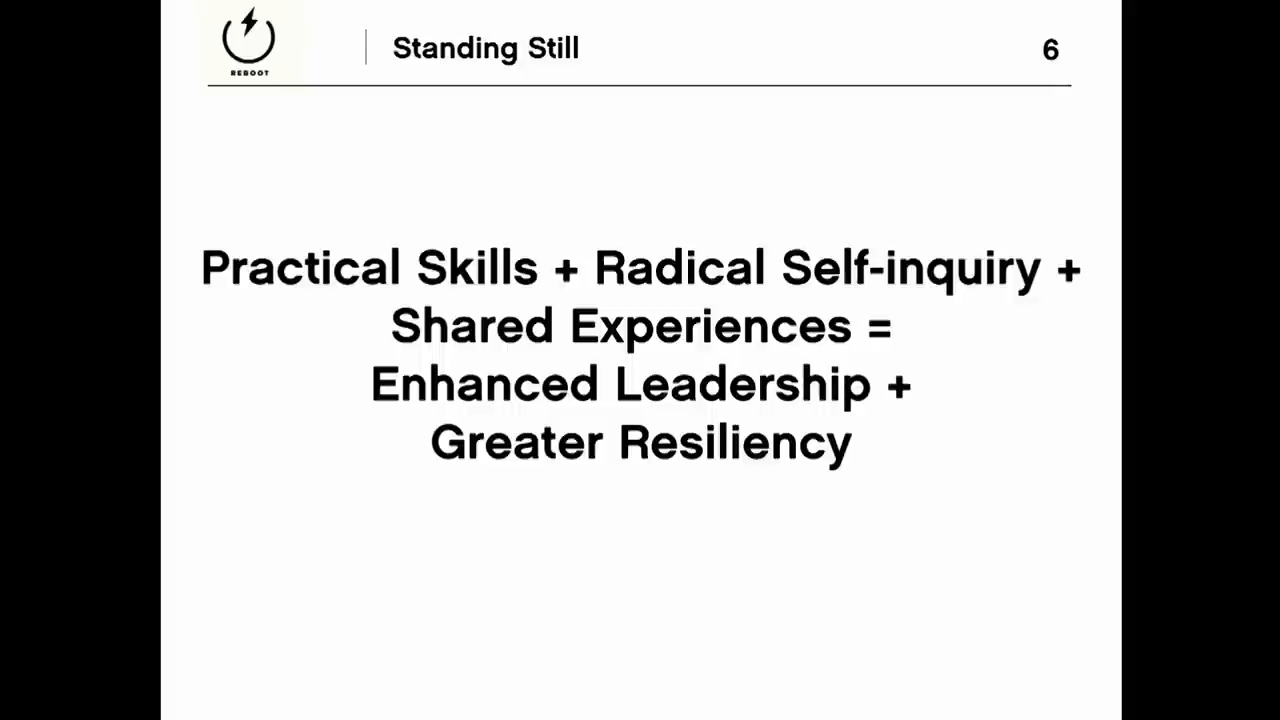 REBOOT
Standing Still
6
Practical Skills + Radical Self-inquiry +
Shared Experiences =
Enhanced Leadership +
Greater Resiliency